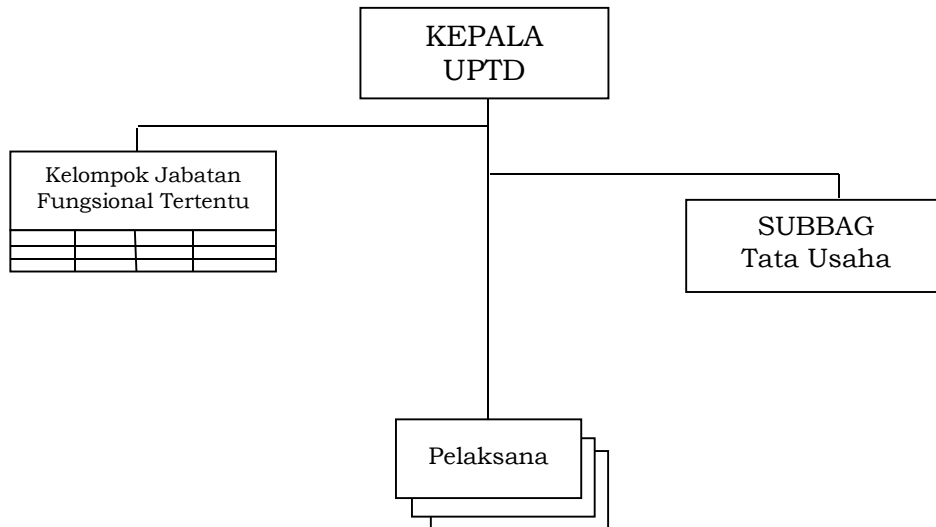 KEPALA
UPTD
Kelompok Jabatan
Fungsional Tertentu
SUBBAG
Tata Usaha
Pelaksana